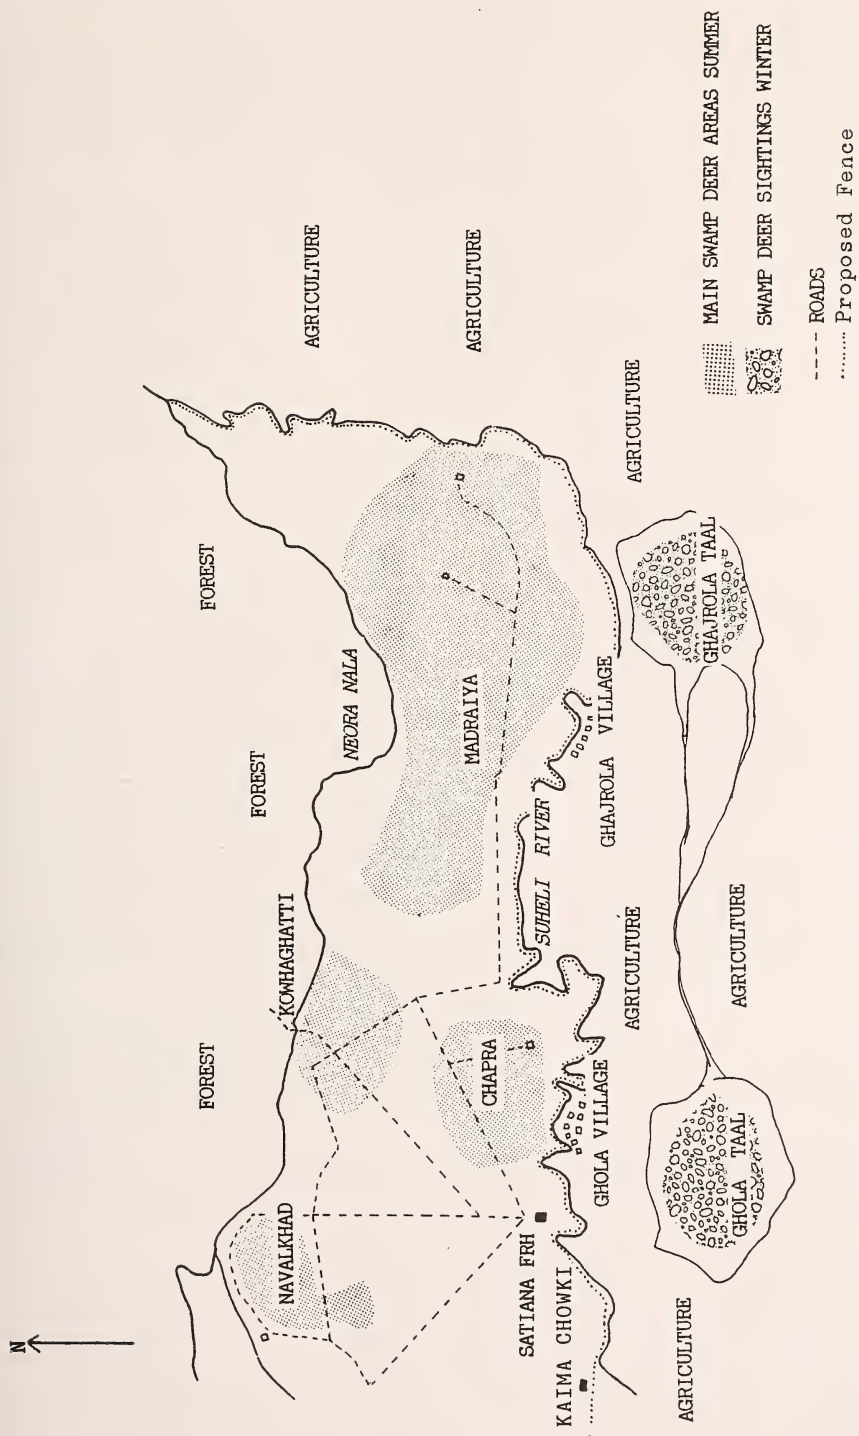 N
FOREST
FOREST
FOREST
KOWHAGHATTI
NEORA NALA
AGRICULTURE
NAVALKHAD
MADRAIYA
AGRICULTURE
CHAPRA
SATIANA FRH
SUHELI RIVER
KAIMA CHOWKI
GHOLA VILLAGE
GHAJROLA VILLAGE
AGRICULTURE
AGRICULTURE
AGRICULTURE
GHOLA TAAL
AGRICULTURE
GHAJROLA TAAL
MAIN SWAMP DEER AREAS SUMMER
SWAMP DEER SIGHTINGS WINTER
ROADS
Proposed Fence